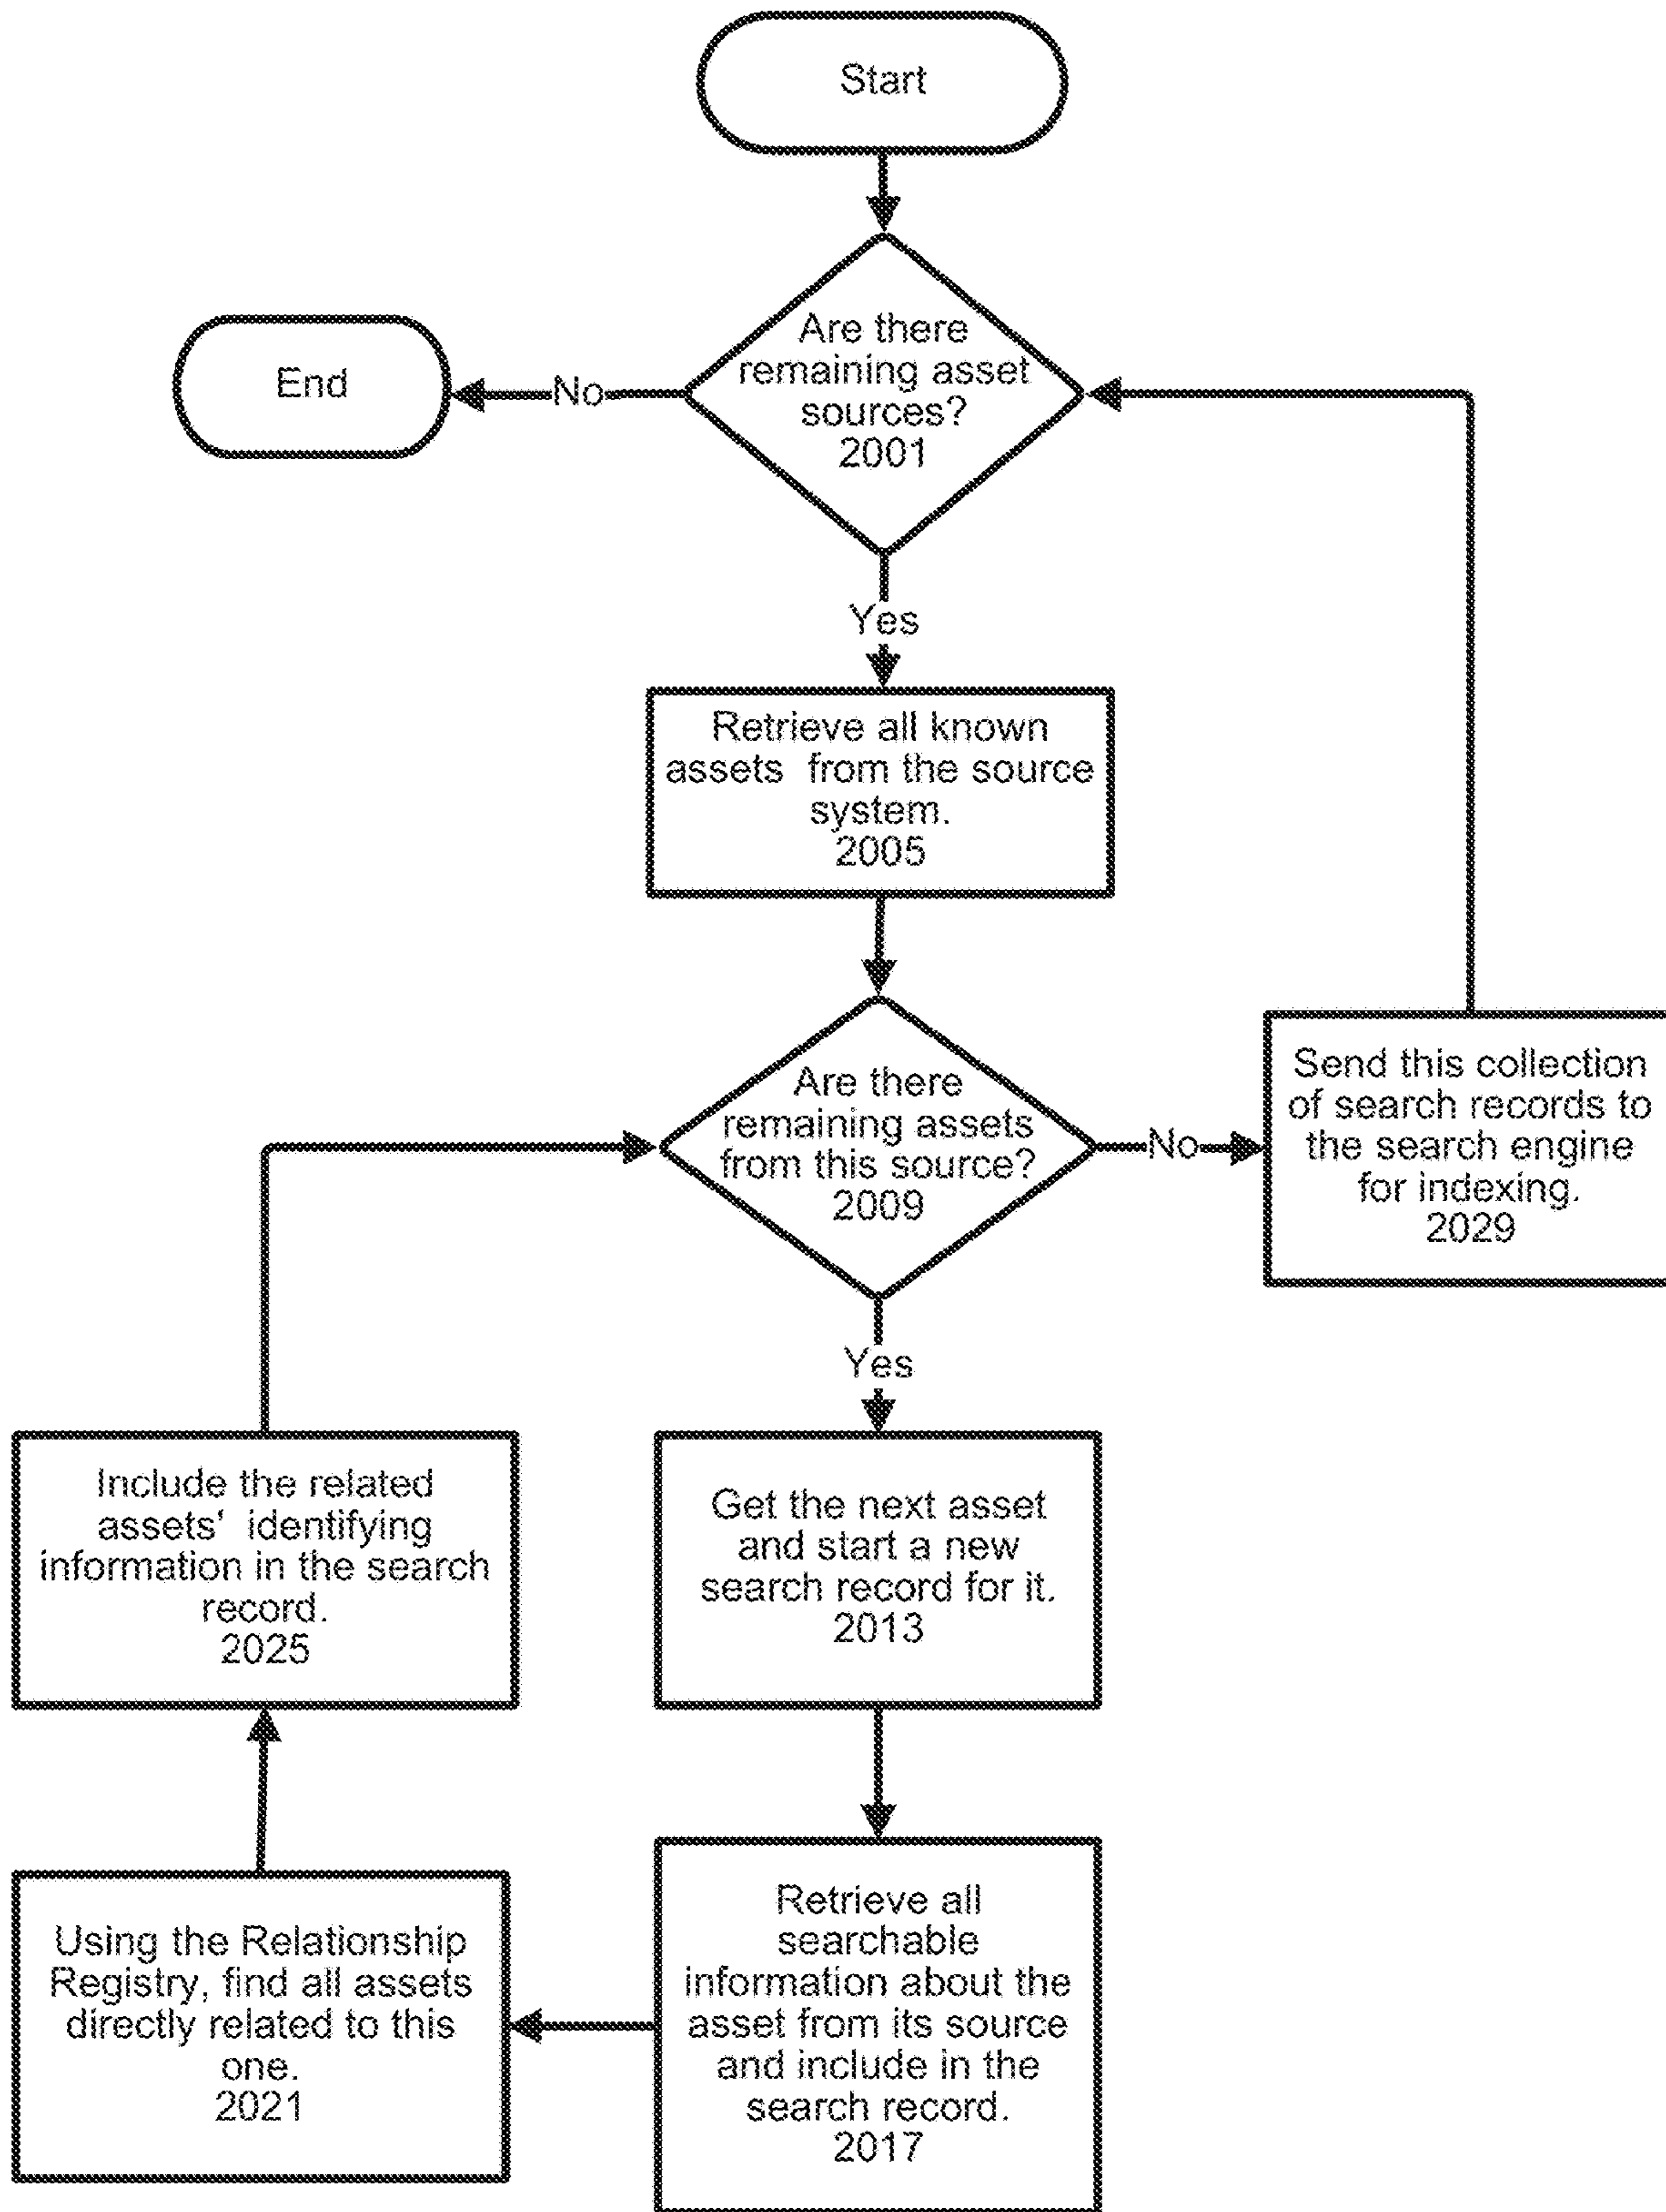 Start
Are there
remaining asset
sources?
2001
End
No
Yes
Retrieve all known
assets from the source
system.
2005
Are there
remaining assets
from this source?
2009
No
Send this collection
of search records to
the search engine
for indexing.
2029
Yes
Include the related
assets' identifying
information in the search
record.
2025
Get the next asset
and start a new
search record for it.
2013
Using the Relationship
Registry, find all assets
directly related to this
one.
2021
Retrieve all
searchable
information about the
asset from its source
and include in the
search record.
2017